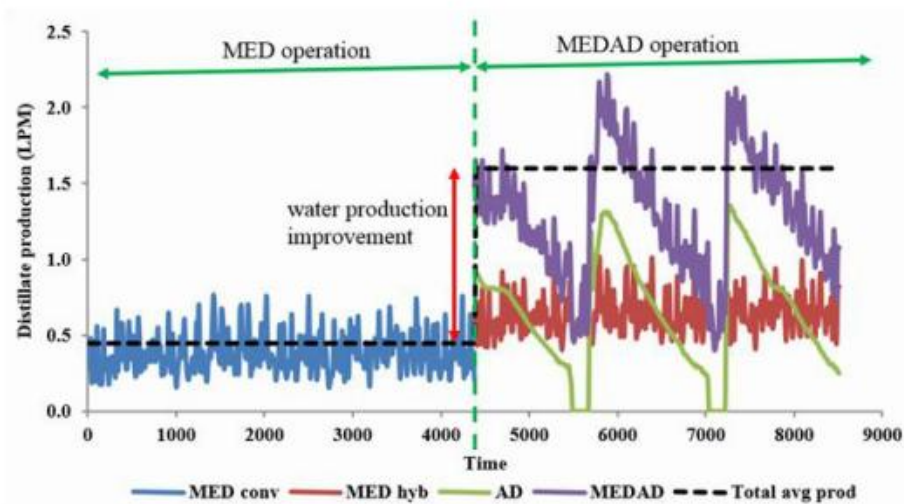 2.5
2.0
1.5
1.0
0.5
0.0
Distillate production (LPM)
MED operation
MEDAD operation
water production
improvement
0 1000 2000 3000 4000 5000 6000 7000 8000 9000
Time
MED conv MED hyb AD MEDAD Total avg prod